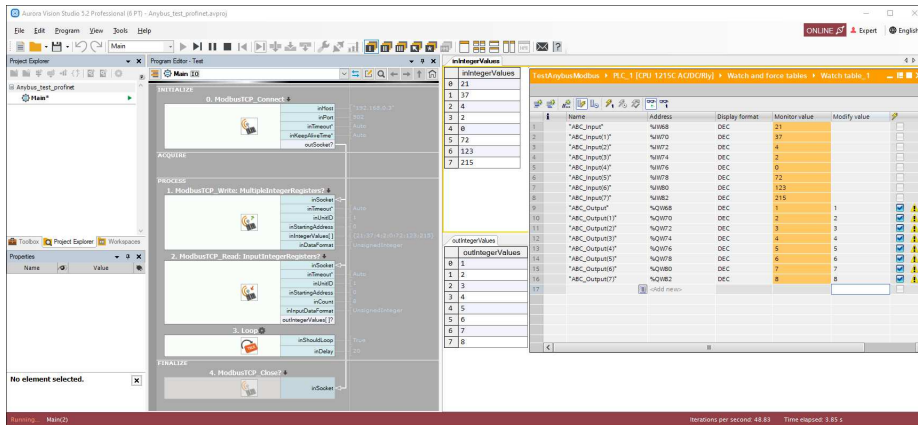 Aurora Vision Studio 5.2 Professional (6 PT) - Anybus_test_profinet.avproj
File Edit Program View Tools Help
ONLINE Expert English
Main
Project Explorer
Anybus_test_profinet
Main*
Toolbox Project Explorer Workspaces
Properties
Name Value
No element selected.
Program Editor - Test
Main
INITIALIZE
0. ModbusTCP_Connect
inHost
inPort
inTimeout*
Auto
inKeepAliveTime*
Auto
outSocket?
ACQUIRE
PROCESS
1. ModbusTCP_Write: MultipleIntegerRegisters?
inSocket
inTimeout*
Auto
inUnitID
inStartingAddress
inIntegerValues[ ]
inDataFormat
UnsignedInteger
2. ModbusTCP_Read: InputIntegerRegisters?
inSocket
inTimeout*
Auto
inUnitID
inStartingAddress
inCount
inInputDataFormat
UnsignedInteger
outIntegerValues[ ]?
3. Loop
inShouldLoop
True
inDelay
FINALIZE
4. ModbusTCP_Close?
inSocket
inIntegerValues
inIntegerValues
0 21
1 37
2 4
3 2
4 0
5 72
6 123
7 215
outIntegerValues
outIntegerValues
0 1
1 2
2 3
3 4
4 5
5 6
6 7
7 8
TestAnybusModbus PLC_1 [CPU 1215C AC/DC/Rly] Watch and force tables Watch table_1
i Name Address Display format Monitor value Modify value
1 "ABC_Input" %IW68 DEC 21
2 "ABC_Input(1)" %IW70 DEC 37
3 "ABC_Input(2)" %IW72 DEC 4
4 "ABC_Input(3)" %IW74 DEC 2
5 "ABC_Input(4)" %IW76 DEC 0
6 "ABC_Input(5)" %IW78 DEC 72
7 "ABC_Input(6)" %IW80 DEC 123
8 "ABC_Input(7)" %IW82 DEC 215
9 "ABC_Output" %QW68 DEC 1 1
10 "ABC_Output(1)" %QW70 DEC 2 2
11 "ABC_Output(2)" %QW72 DEC 3 3
12 "ABC_Output(3)" %QW74 DEC 4 4
13 "ABC_Output(4)" %QW76 DEC 5 5
14 "ABC_Output(5)" %QW78 DEC 6 6
15 "ABC_Output(6)" %QW80 DEC 7 7
16 "ABC_Output(7)" %QW82 DEC 8 8
17 <Add new>
Running... Main(2)
Iterations per second: 48.83 Time elapsed: 3.85 s